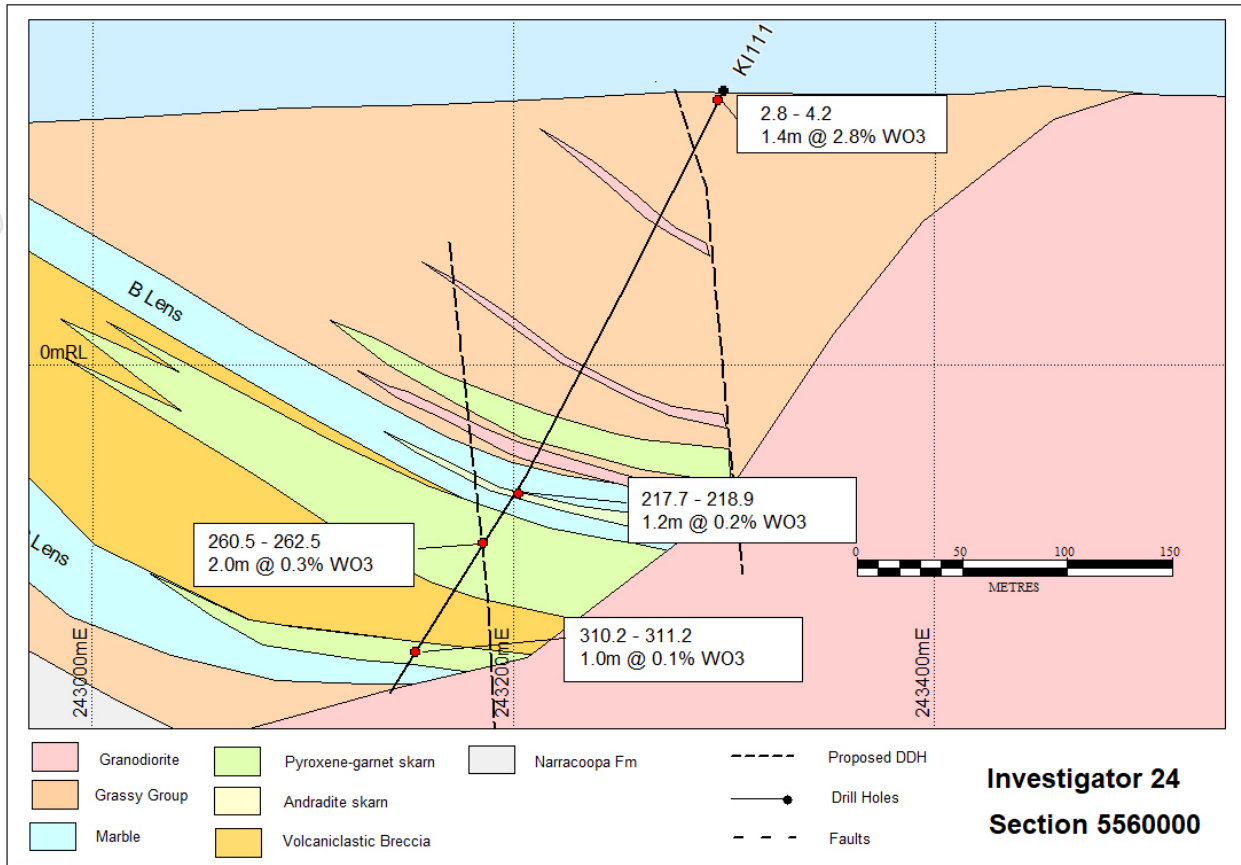 KI111
2.8 - 4.2
1.4m @ 2.8% WO3
B Lens
0mRL
217.7 - 218.9
1.2m @ 0.2% WO3
260.5 - 262.5
2.0m @ 0.3% WO3
Lens
0 50 100 150
METRES
310.2 - 311.2
1.0m @ 0.1% WO3
243000mE
243200mE
243400mE
Granodiorite
Pyroxene-garnet skarn
Narracoopa Fm
Proposed DDH
Grassy Group
Andradite skarn
Drill Holes
Marble
Volcaniclastic Breccia
Faults
Investigator 24
Section 5560000